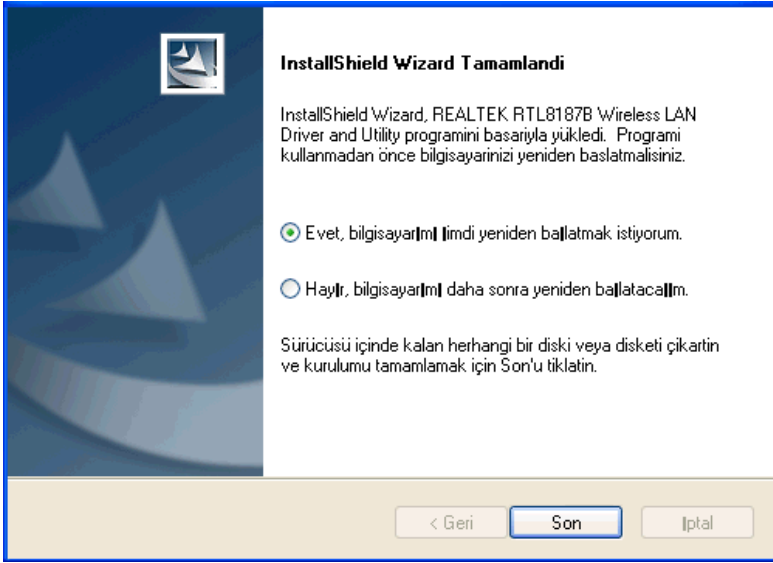 InstallShield Wizard Tamamlandi
InstallShield Wizard, REALTEK RTL8187B Wireless LAN
Driver and Utility programini basariyla yükledi. Programi
kullanmadan önce bilgisayarinizi yeniden baslatmalisiniz.
Evet, bilgisayar|m| |imdi yeniden ba|latmak istiyorum.
Hay|r, bilgisayar|m| daha sonra yeniden ba|lataca||m.
Sürücüsü içinde kalan herhangi bir diski veya disketi çikartin
ve kurulumu tamamlamak için Son'u tiklatin.
< Geri
Son
|ptal